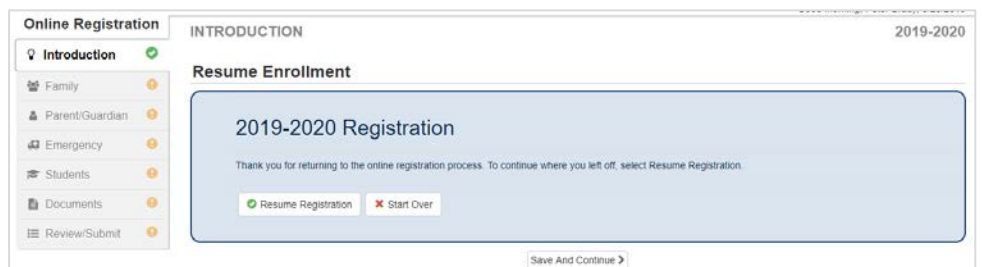 Online Registration
Introduction
Family
Parent/Guardian
Emergency
Students
Documents
Review/Submit
INTRODUCTION
2019-2020
Resume Enrollment
2019-2020 Registration
Thank you for returning to the online registration process. To continue where you left off, select Resume Registration.
Resume Registration
Start Over
Save And Continue